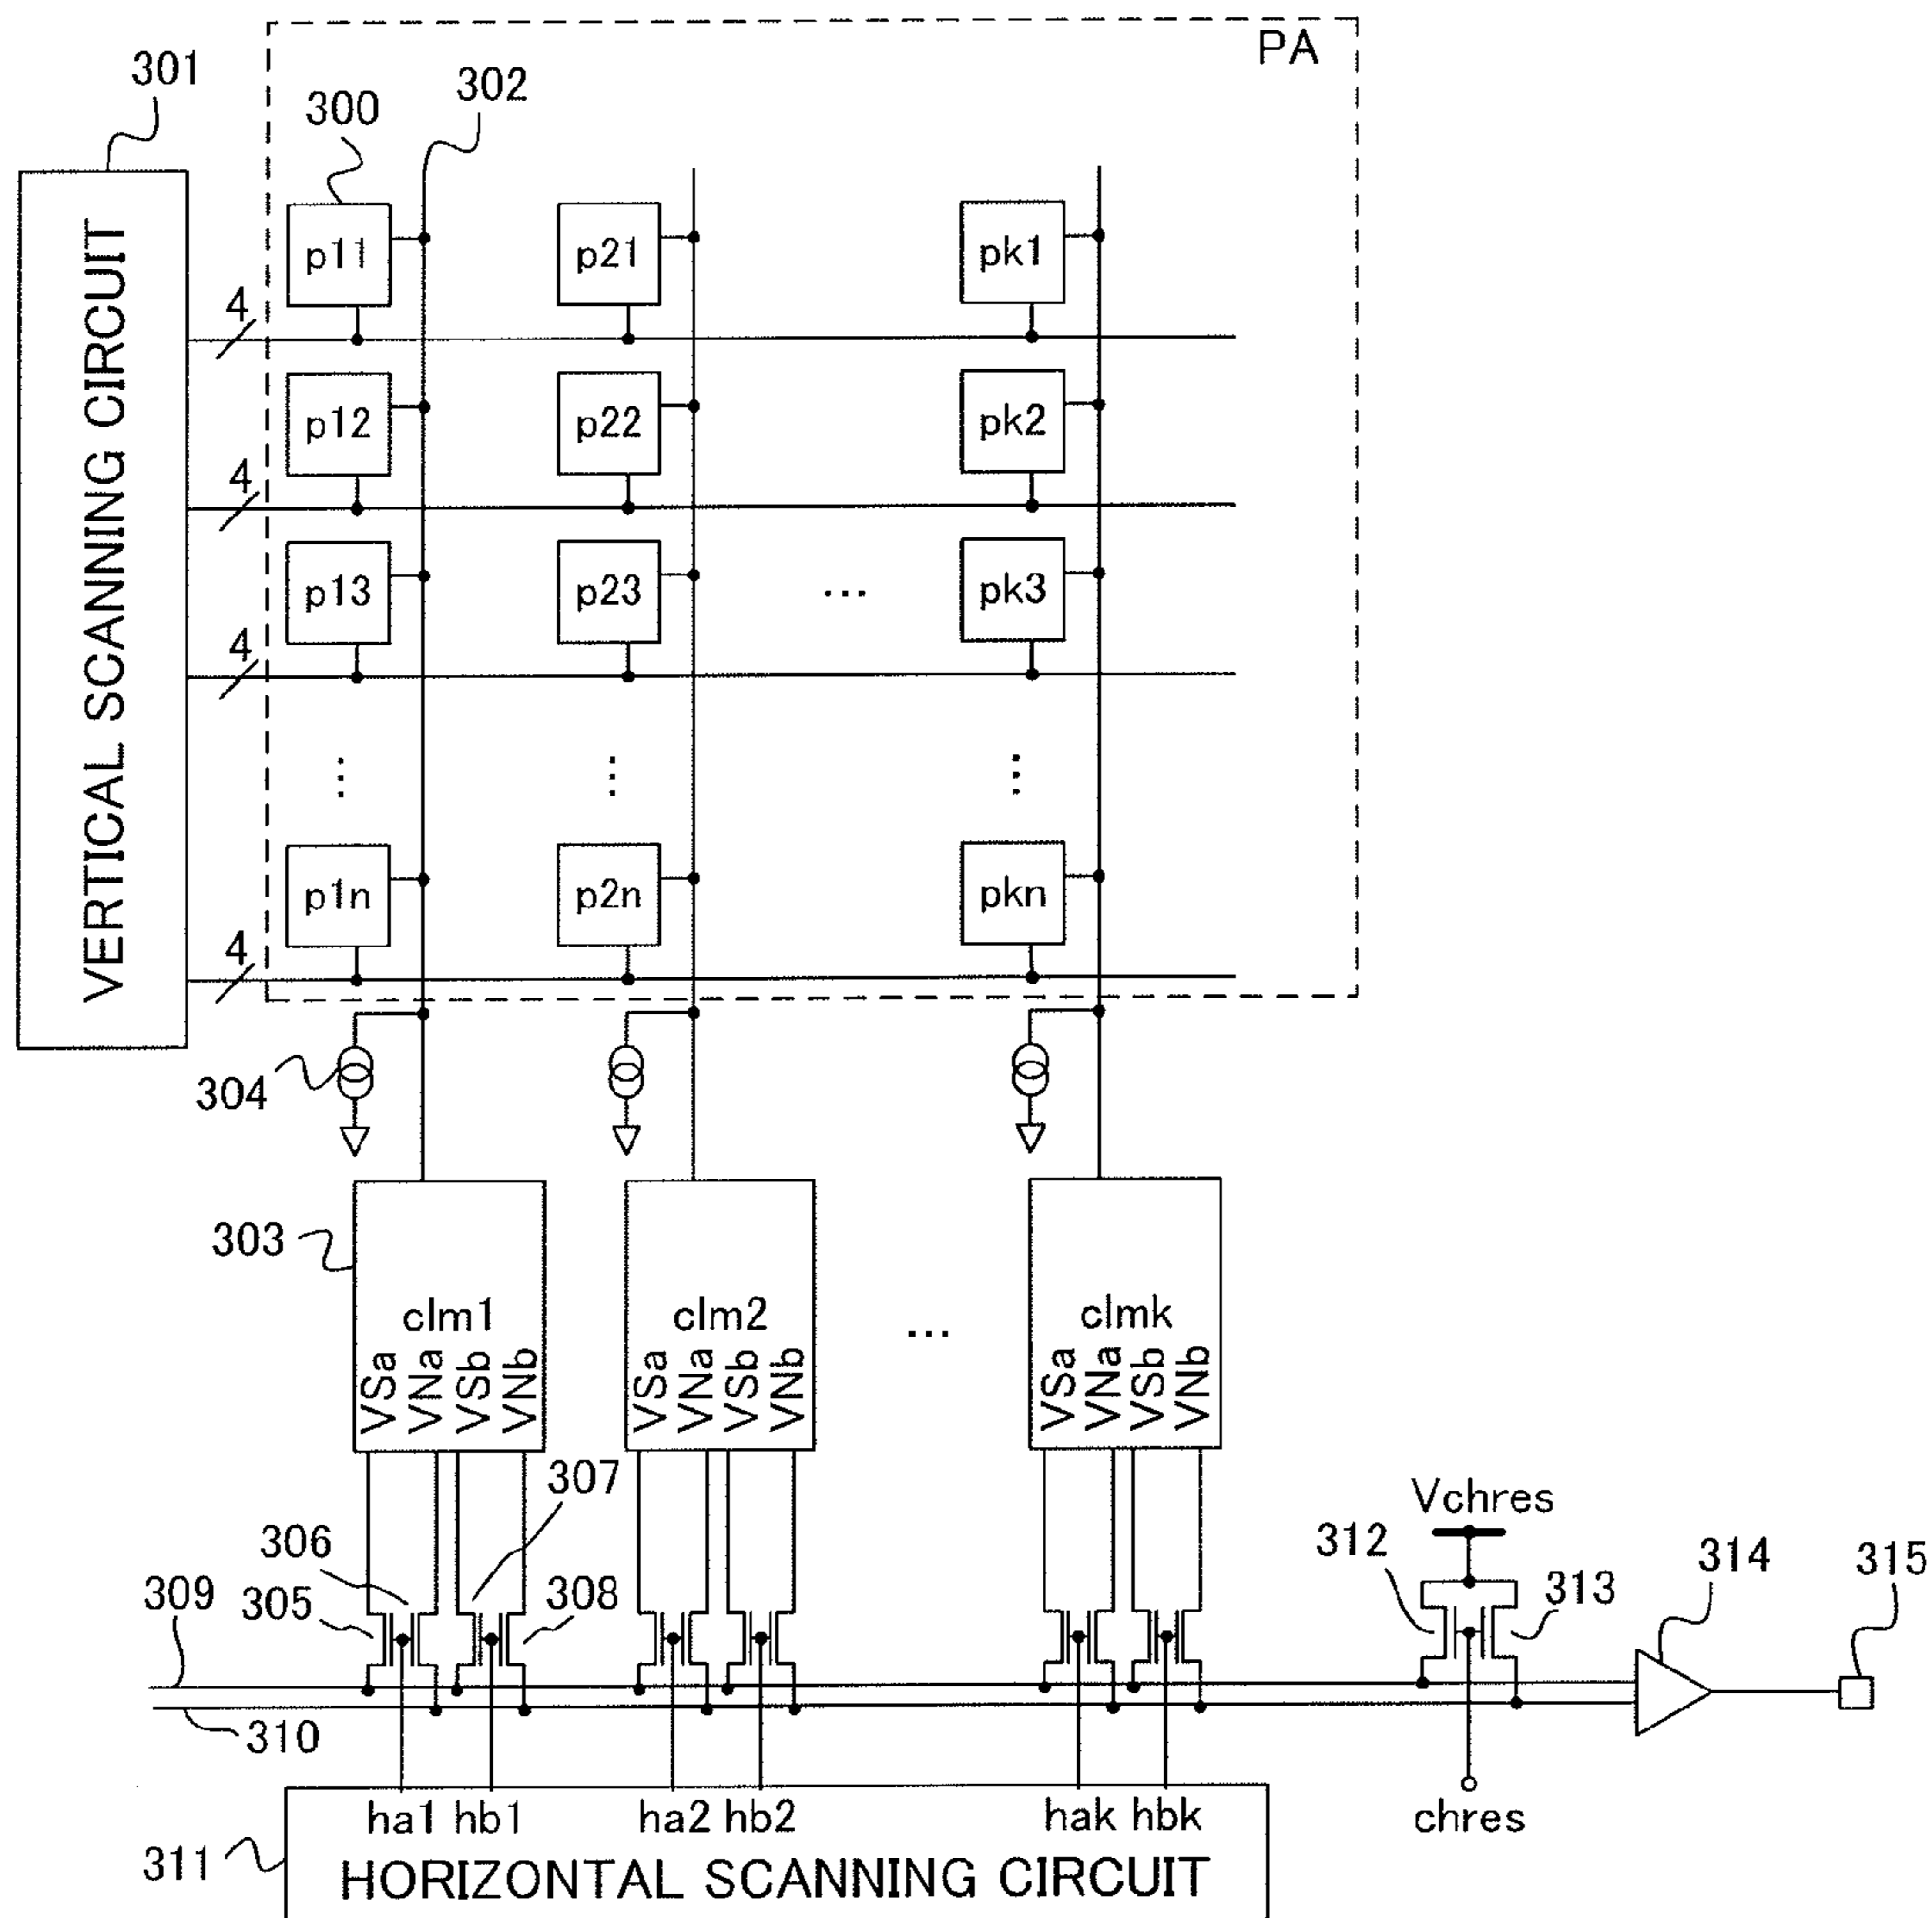 PA
301
302
300
VERTICAL SCANNING CIRCUIT
p11
p21
pk1
4
p12
p22
pk2
4
p13
p23
...
pk3
4
...
...
...
p1n
p2n
pkn
4
304
303
clm1
VSa
VNa
VSb
VNb
clm2
VSa
VNa
VSb
VNb
...
clmk
VSa
VNa
VSb
VNb
307
306
305
308
309
310
Vchres
312
313
314
315
chres
ha1
hb1
ha2
hb2
hak
hbk
311
HORIZONTAL SCANNING CIRCUIT